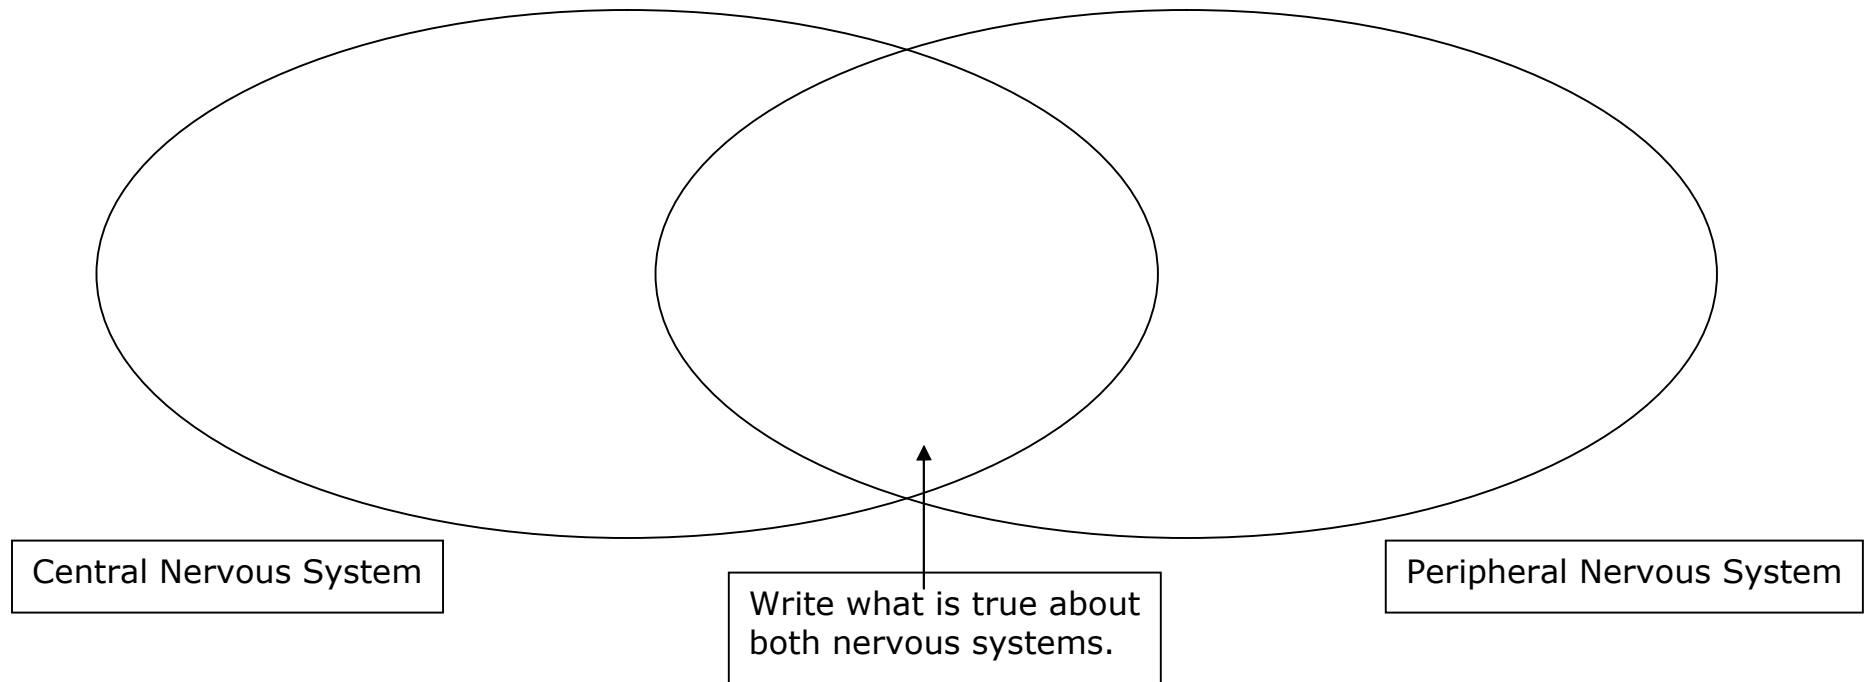 Central Nervous System
Peripheral Nervous System
Write what is true about
both nervous systems.